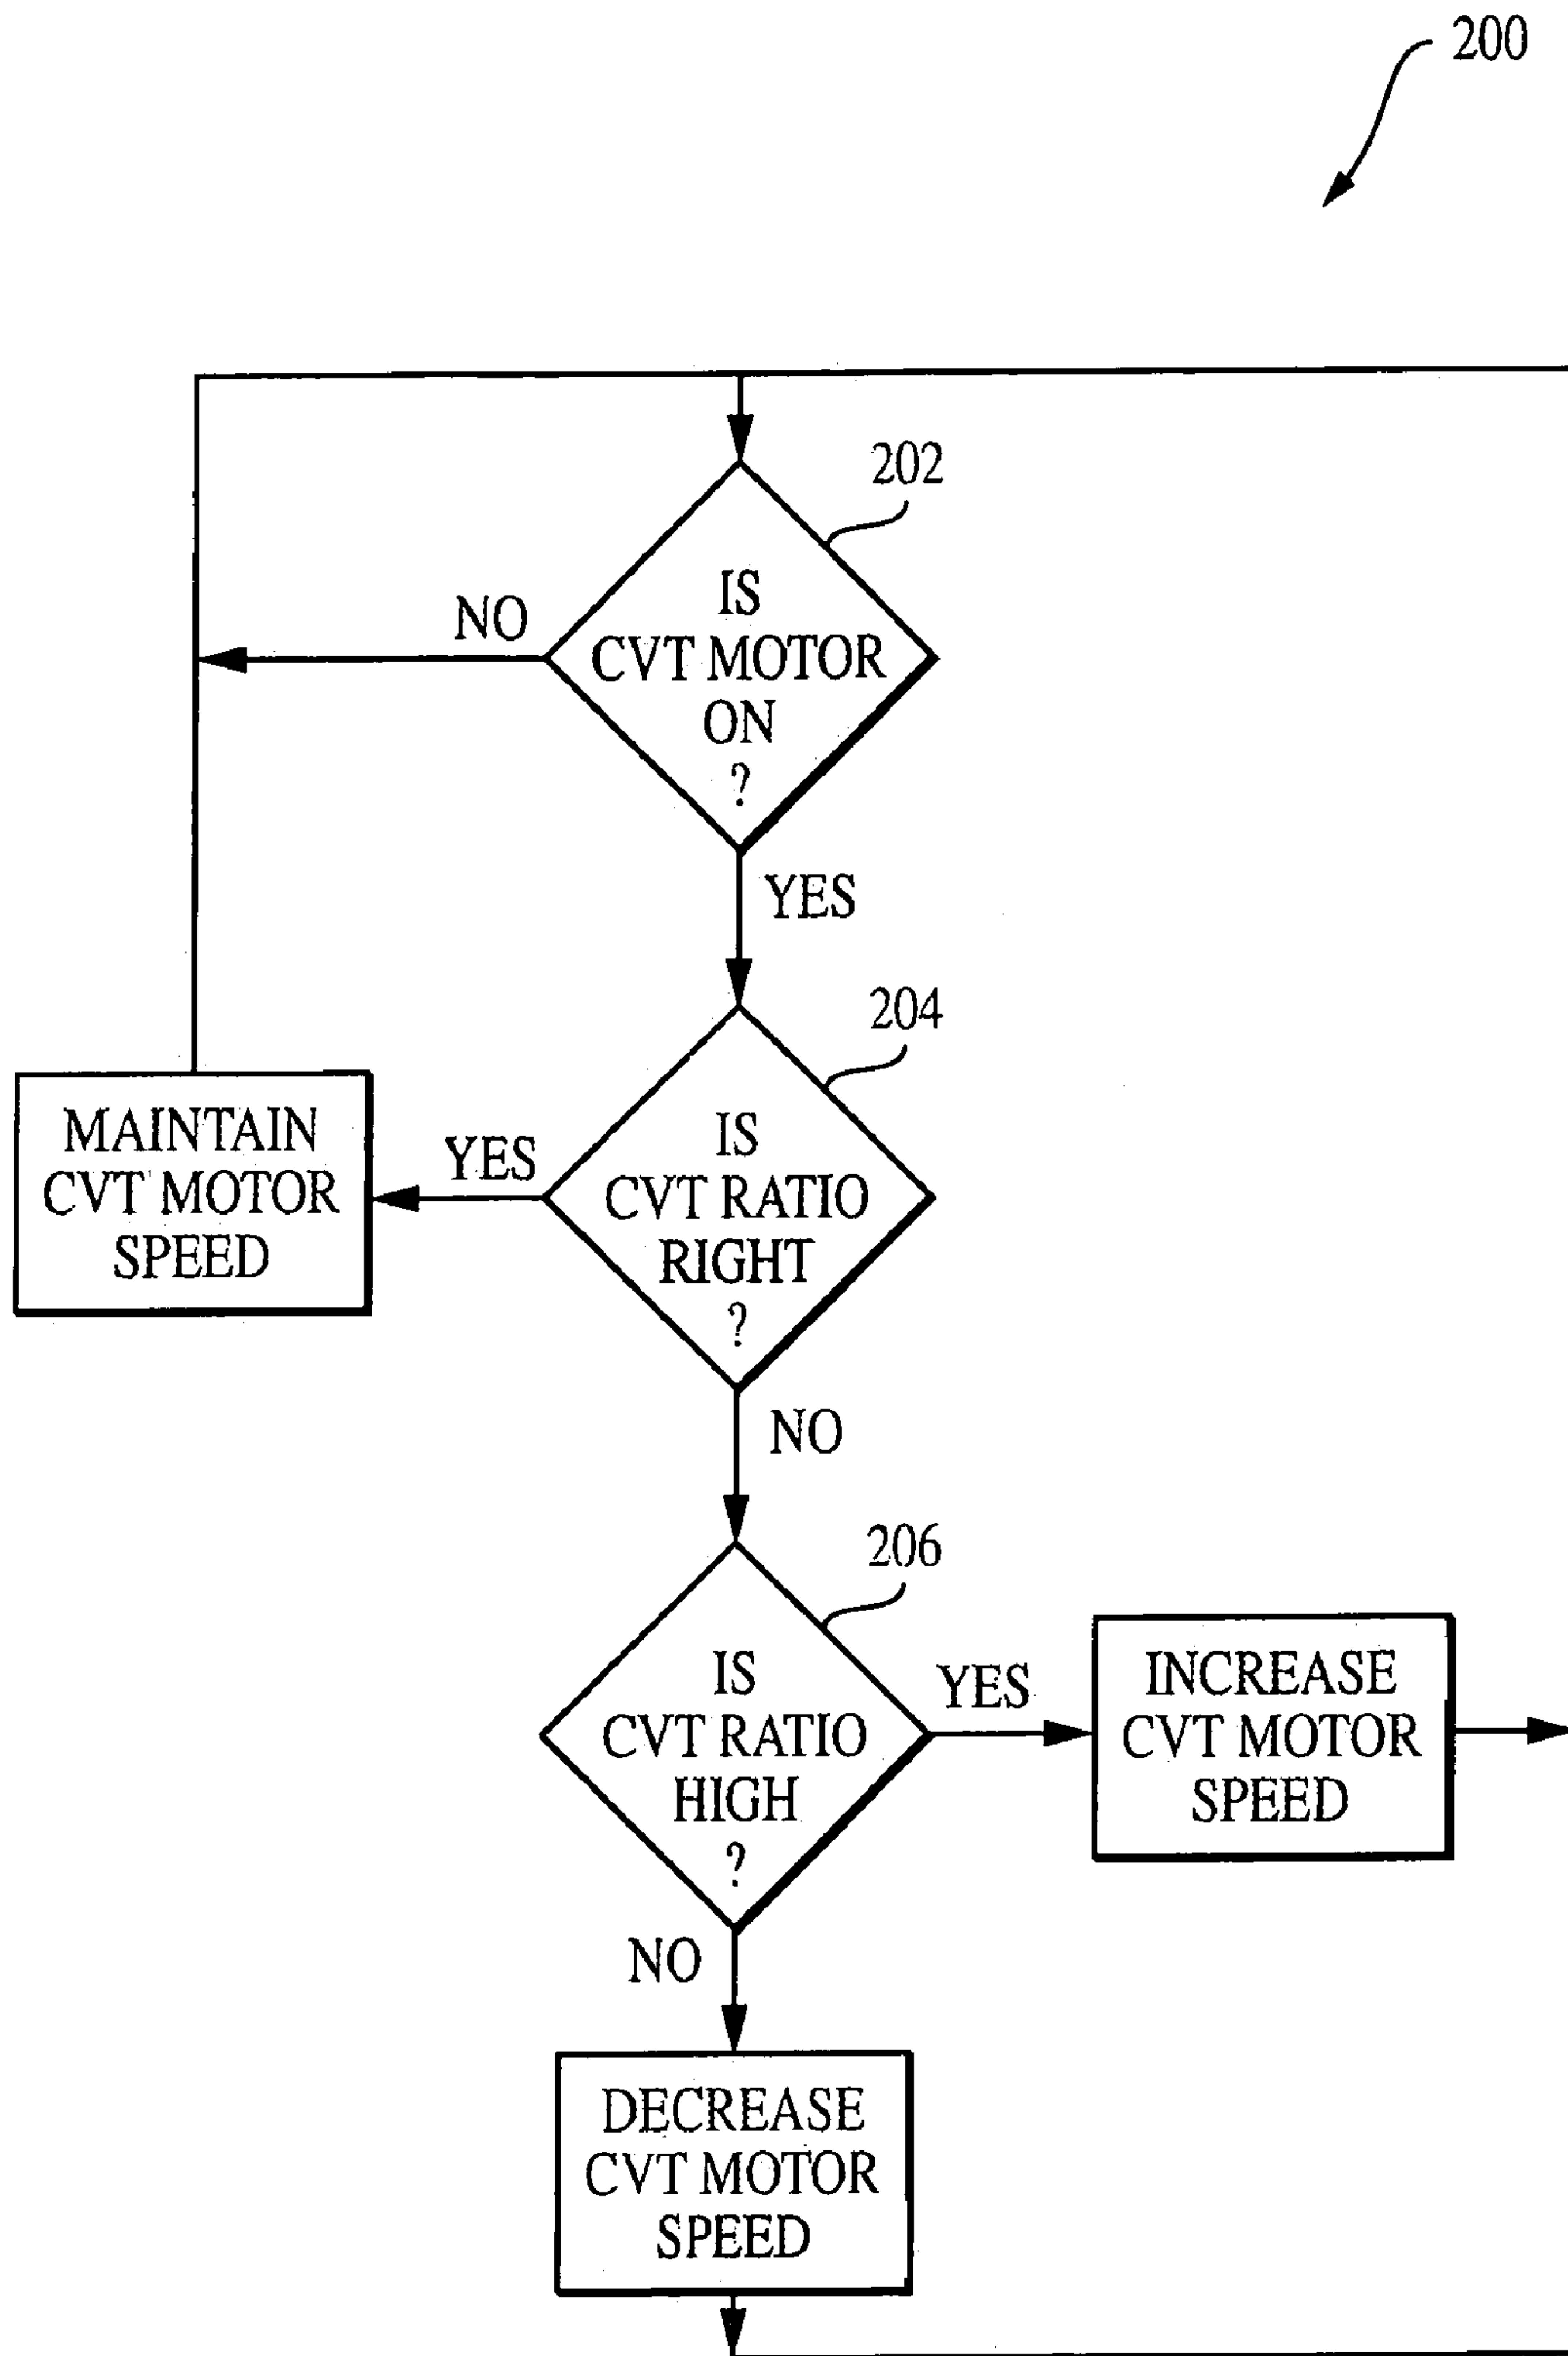 200
202
IS
CVT MOTOR
ON
?
NO
YES
204
IS
CVT RATIO
RIGHT
?
YES
MAINTAIN
CVT MOTOR
SPEED
NO
206
IS
CVT RATIO
HIGH
?
YES
INCREASE
CVT MOTOR
SPEED
NO
DECREASE
CVT MOTOR
SPEED